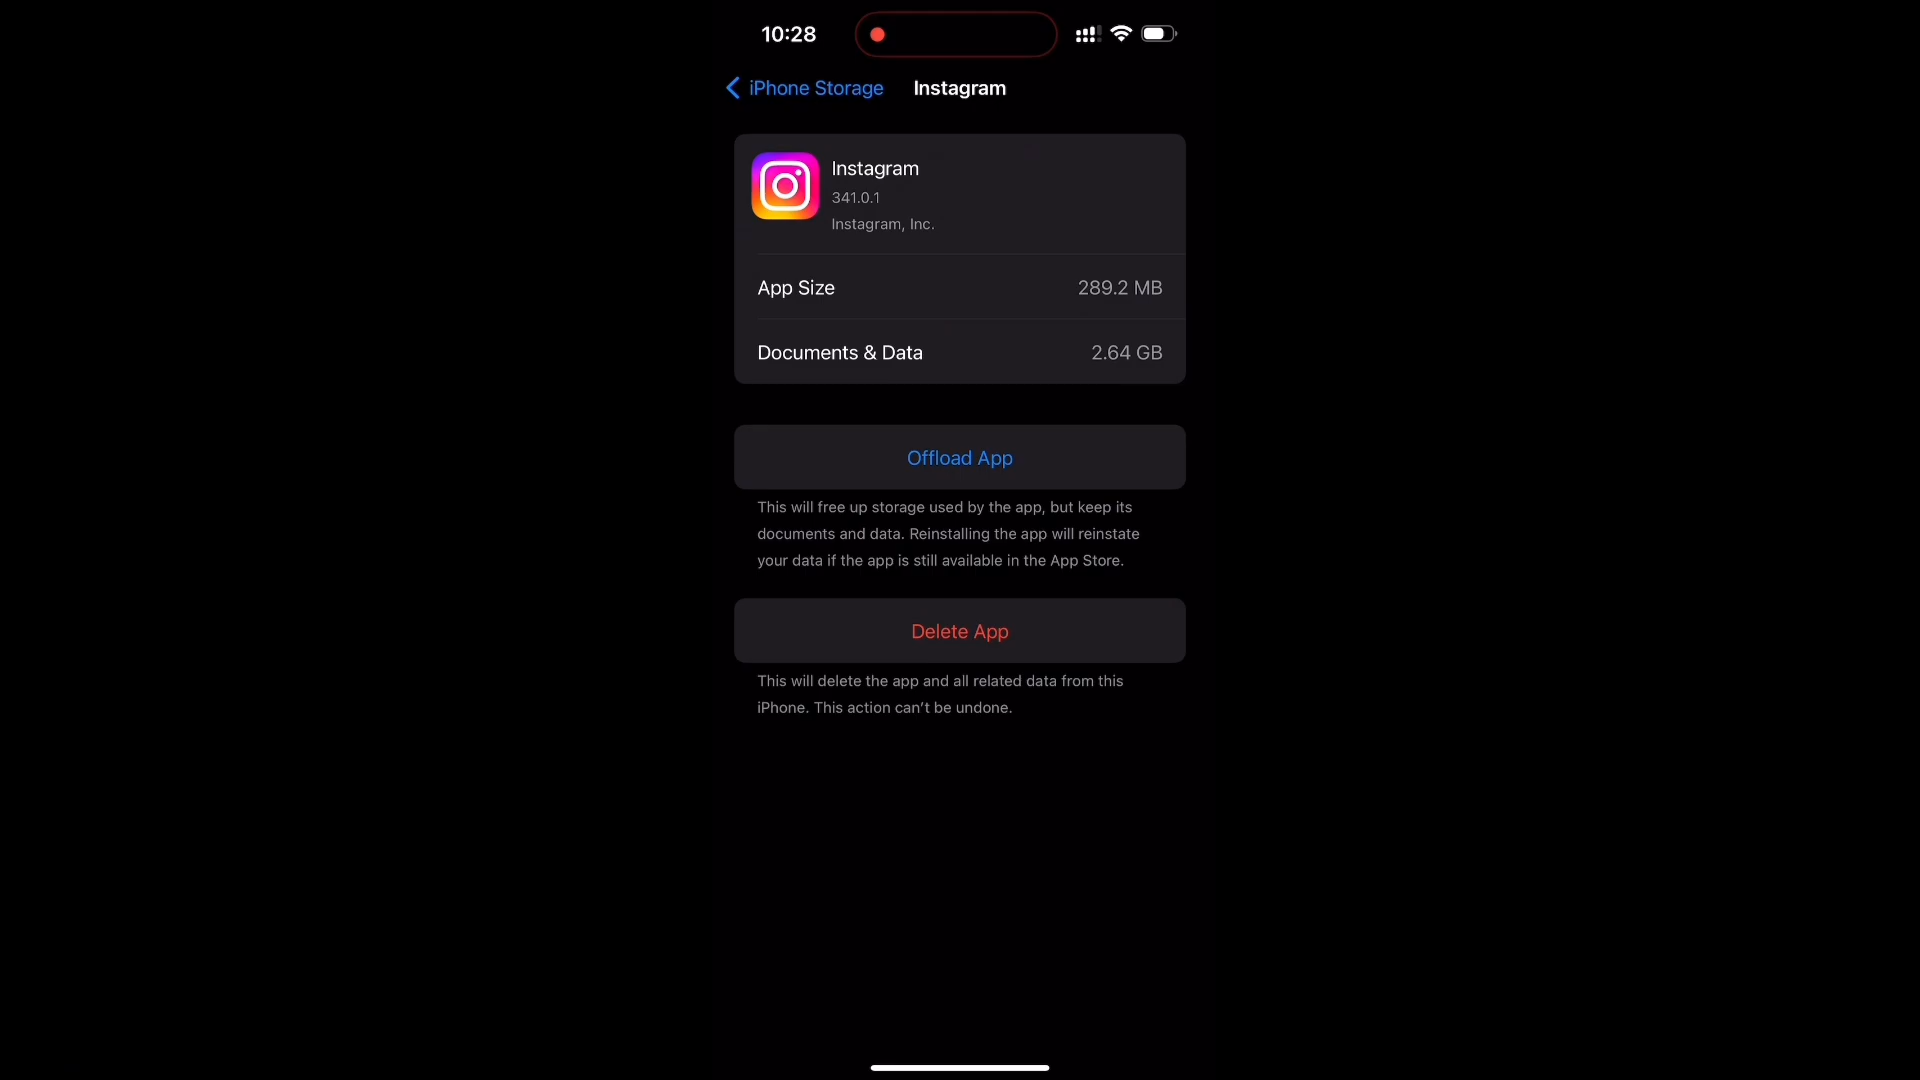 10:28
iPhone Storage Instagram
Instagram
341.0.1
Instagram, Inc.
App Size 289.2 MB
Documents & Data 2.64 GB
Offload App
This will free up storage used by the app, but keep its
documents and data. Reinstalling the app will reinstate
your data if the app is still available in the App Store.
Delete App
This will delete the app and all related data from this
iPhone. This action can’t be undone.